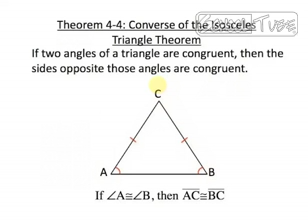 Theorem 4-4: Converse of the Isosceles
Triangle Theorem
If two angles of a triangle are congruent, then the
sides opposite those angles are congruent.
C
A B
If ∠A≅∠B, then AC≅BC